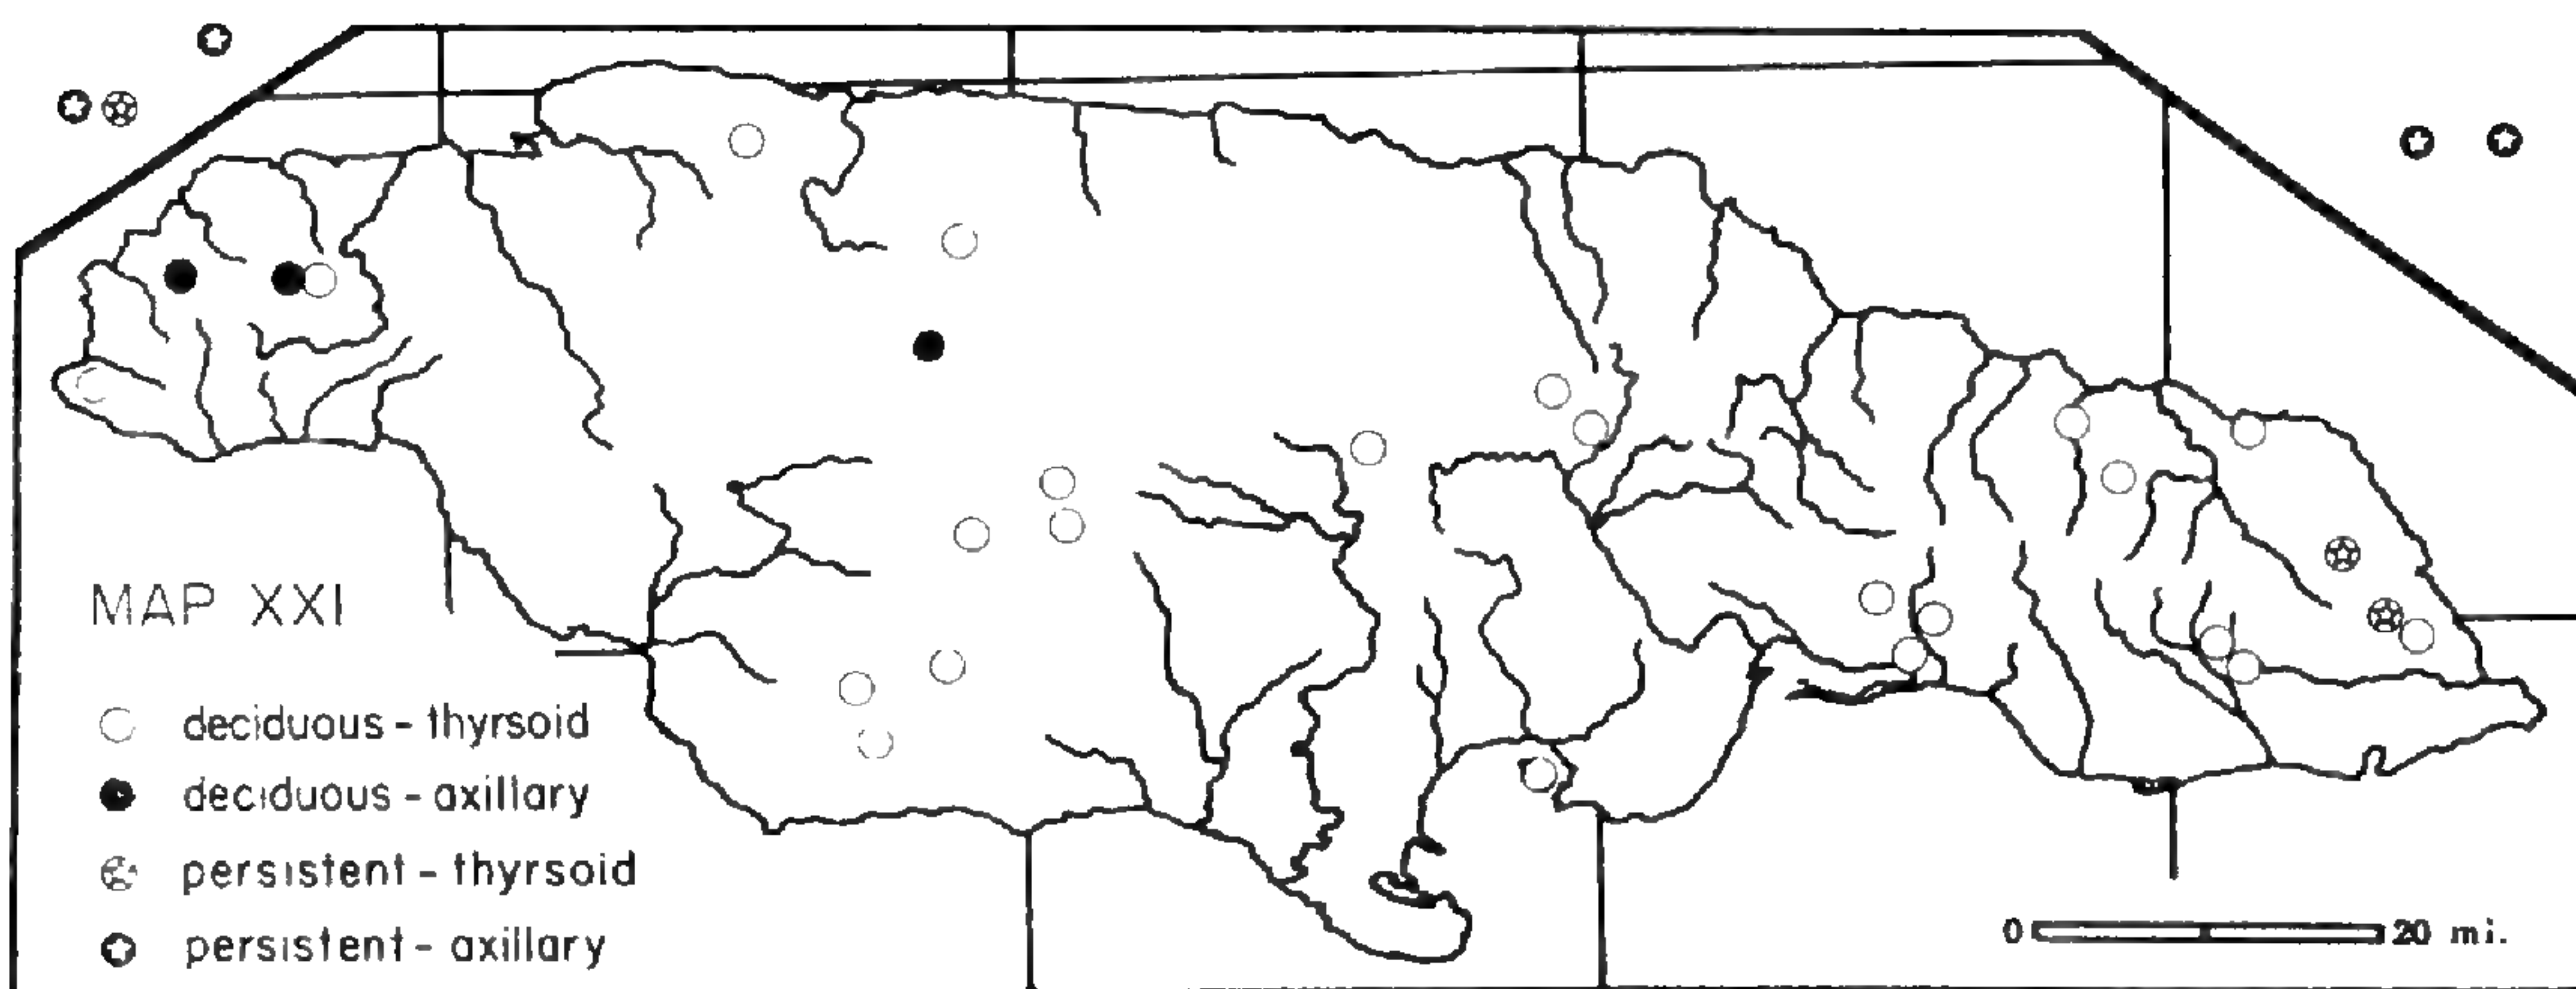 MAP XXI
deciduous - thyrsoid
deciduous - axillary
persistent - thyrsoid
persistent - axillary
0 20 mi.